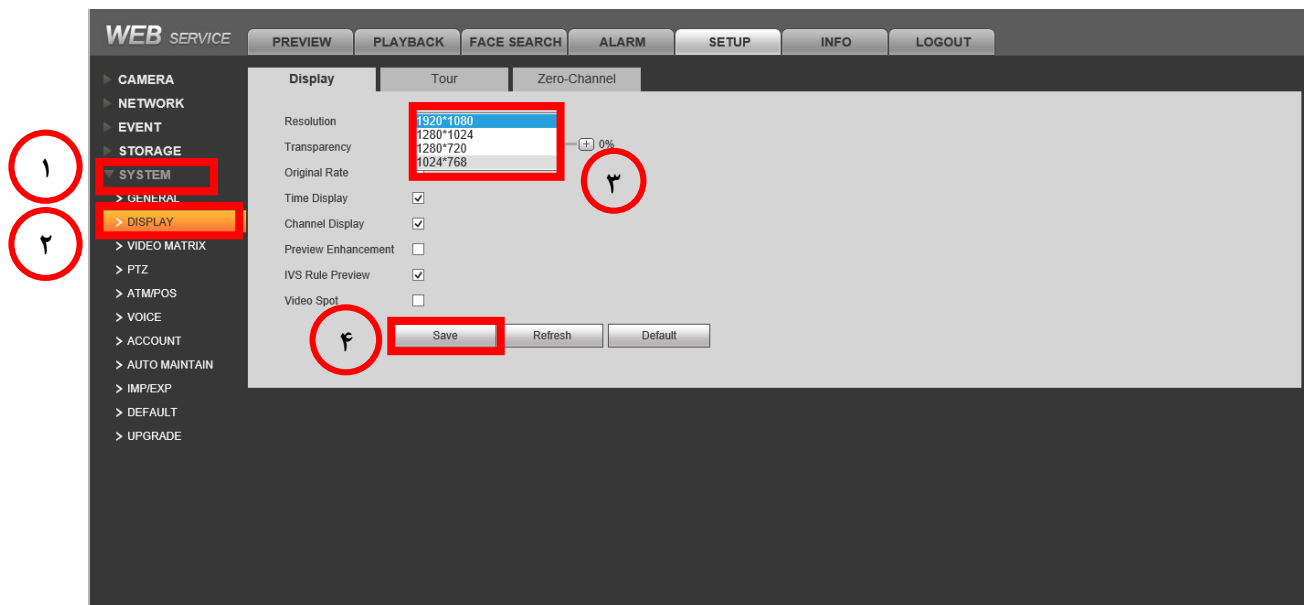 WEB SERVICE
PREVIEW PLAYBACK FACE SEARCH ALARM SETUP INFO LOGOUT
CAMERA
NETWORK
EVENT
STORAGE
SYSTEM
> GENERAL
> DISPLAY
> VIDEO MATRIX
> PTZ
> ATM/POS
> VOICE
> ACCOUNT
> AUTO MAINTAIN
> IMP/EXP
> DEFAULT
> UPGRADE
۱
۲
Display Tour Zero-Channel
Resolution
1920*1080
1280*1024
1280*720
1024*768
Transparency + 0%
۳
Original Rate
Time Display
Channel Display
Preview Enhancement
IVS Rule Preview
Video Spot
۴
Save Refresh Default